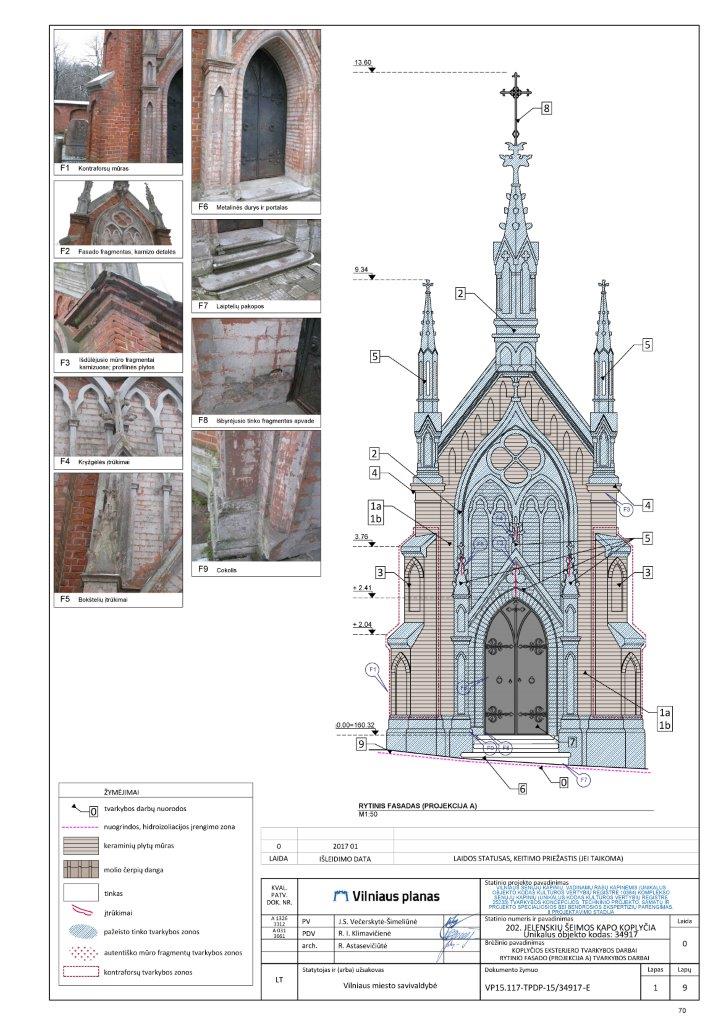 F1 Kontraforsų mūras
F2 Fasado fragmentas, karnizo detalės
F3 Išdūlėjusio mūro fragmentai
karnizuose; profilinės plytos
F4 Kryžgėlės įtrūkimai
F5 Bokštelių įtrūkimai
F6 Metalinės durys ir portalas
F7 Laiptelių pakopos
F8 Išbyrėjusio tinko fragmentas apvade
F9 Cokolis
13.60
8
9.34
2
5
5
2
4
4
F3
1a
1b
3.76
5
3
3
+ 2.41
+ 2.04
F1
1a
1b
7
9
F7
6
0
RYTINIS FASADAS (PROJEKCIJA A)
M1:50
ŽYMĖJIMAI
0 tvarkybos darbų nuorodos
nuogrindos, hidroizoliacijos įrengimo zona
keraminių plytų mūras
molio čerpių danga
tinkas
įtrūkimai
pažeisto tinko tvarkybos zonos
autentiško mūro fragmentų tvarkybos zonos
kontraforsų tvarkybos zonos
0 2017 01
LAIDA IŠLEIDIMO DATA LAIDOS STATUSAS, KEITIMO PRIEŽASTIS (JEI TAIKOMA)
KVAL.
PATV.
DOK. NR.
Vilniaus planas
Statinio projekto pavadinimas
PROJEKTAVIMO STADIJA
PV J.S. Večerskytė-Šimeliūnė
PDV R. I. Klimavičienė
arch. R. Astasevičiūtė
Statinio numeris ir pavadinimas
202. JELENSKIŲ ŠEIMOS KAPO KOPLYČIA
Unikalus objekto kodas: 34917
Brėžinio pavadinimas
KOPLYČIOS EKSTERJERO TVARKYBOS DARBAI
RYTINIO FASADO (PROJEKCIJA A) TVARKYBOS DARBAI
Laida
0
LT
Statytojas ir (arba) užsakovas
Vilniaus miesto savivaldybė
Dokumento žymuo
VP15.117-TPDP-15/34917-E
Lapas
1
Lapų
9
70